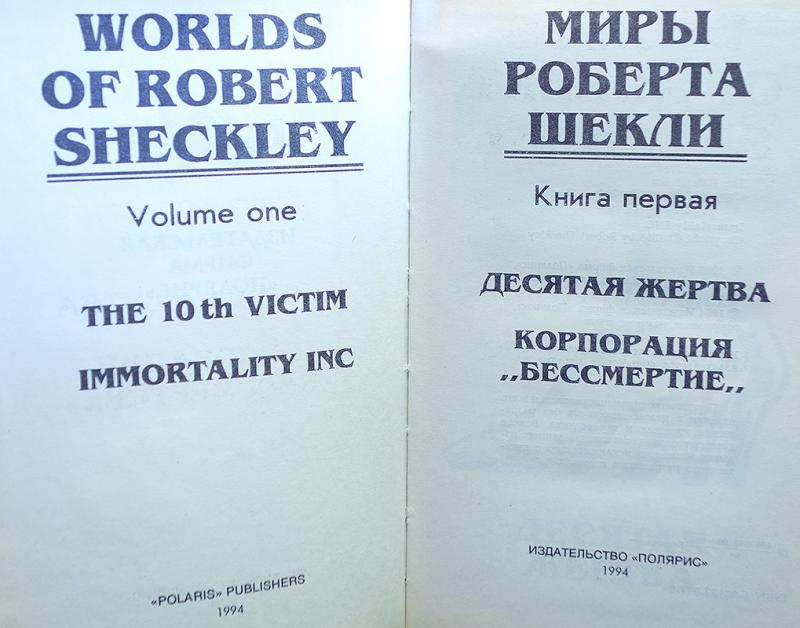 WORLDS
OF ROBERT
SHECKLEY
Volume one
THE 10th VICTIM
IMMORTALITY INC
«POLARIS» PUBLISHERS
1994
МИРЫ
РОБЕРТА
ШЕКЛИ
Книга первая
ДЕСЯТАЯ ЖЕРТВА
КОРПОРАЦИЯ
,,БЕССМЕРТИЕ,,
ИЗДАТЕЛЬСТВО «ПОЛЯРИС»
1994